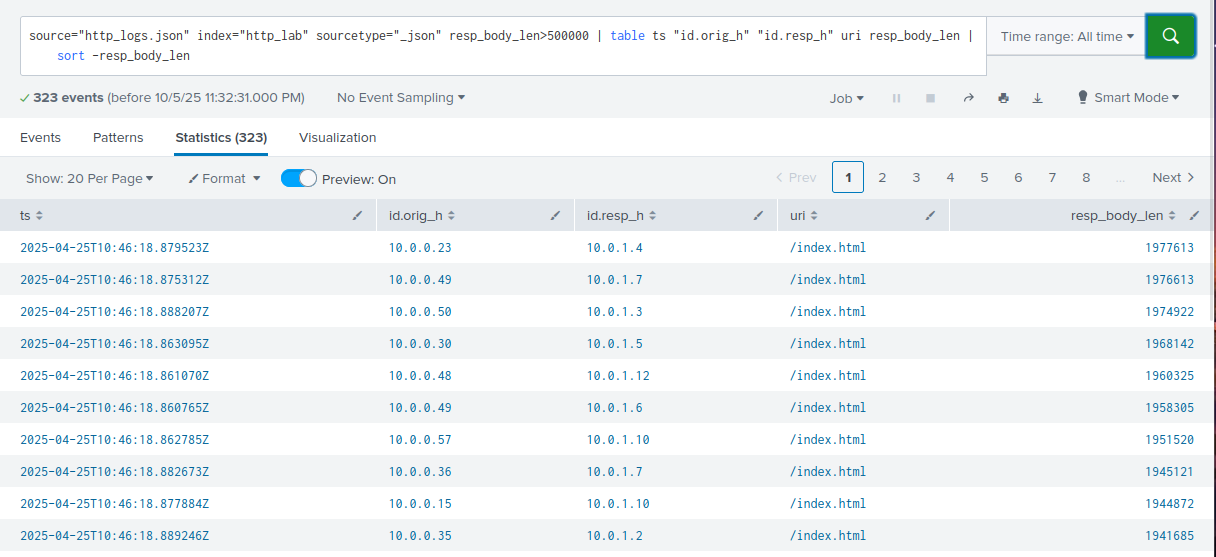 source="http_logs.json" index="http_lab" sourcetype="_json" resp_body_len>500000 | table ts "id.orig_h" "id.resp_h" uri resp_body_len |
sort -resp_body_len
Time range: All time
323 events (before 10/5/25 11:32:31.000 PM)
No Event Sampling
Job
Smart Mode
Events
Patterns
Statistics (323)
Visualization
Show: 20 Per Page
Format
Preview: On
Prev 1 2 3 4 5 6 7 8 ... Next
ts id.orig_h id.resp_h uri resp_body_len
2025-04-25T10:46:18.879523Z 10.0.0.23 10.0.1.4 /index.html 1977613
2025-04-25T10:46:18.875312Z 10.0.0.49 10.0.1.7 /index.html 1976613
2025-04-25T10:46:18.888207Z 10.0.0.50 10.0.1.3 /index.html 1974922
2025-04-25T10:46:18.863095Z 10.0.0.30 10.0.1.5 /index.html 1968142
2025-04-25T10:46:18.861070Z 10.0.0.48 10.0.1.12 /index.html 1960325
2025-04-25T10:46:18.860765Z 10.0.0.49 10.0.1.6 /index.html 1958305
2025-04-25T10:46:18.862785Z 10.0.0.57 10.0.1.10 /index.html 1951520
2025-04-25T10:46:18.882673Z 10.0.0.36 10.0.1.7 /index.html 1945121
2025-04-25T10:46:18.877884Z 10.0.0.15 10.0.1.10 /index.html 1944872
2025-04-25T10:46:18.889246Z 10.0.0.35 10.0.1.2 /index.html 1941685